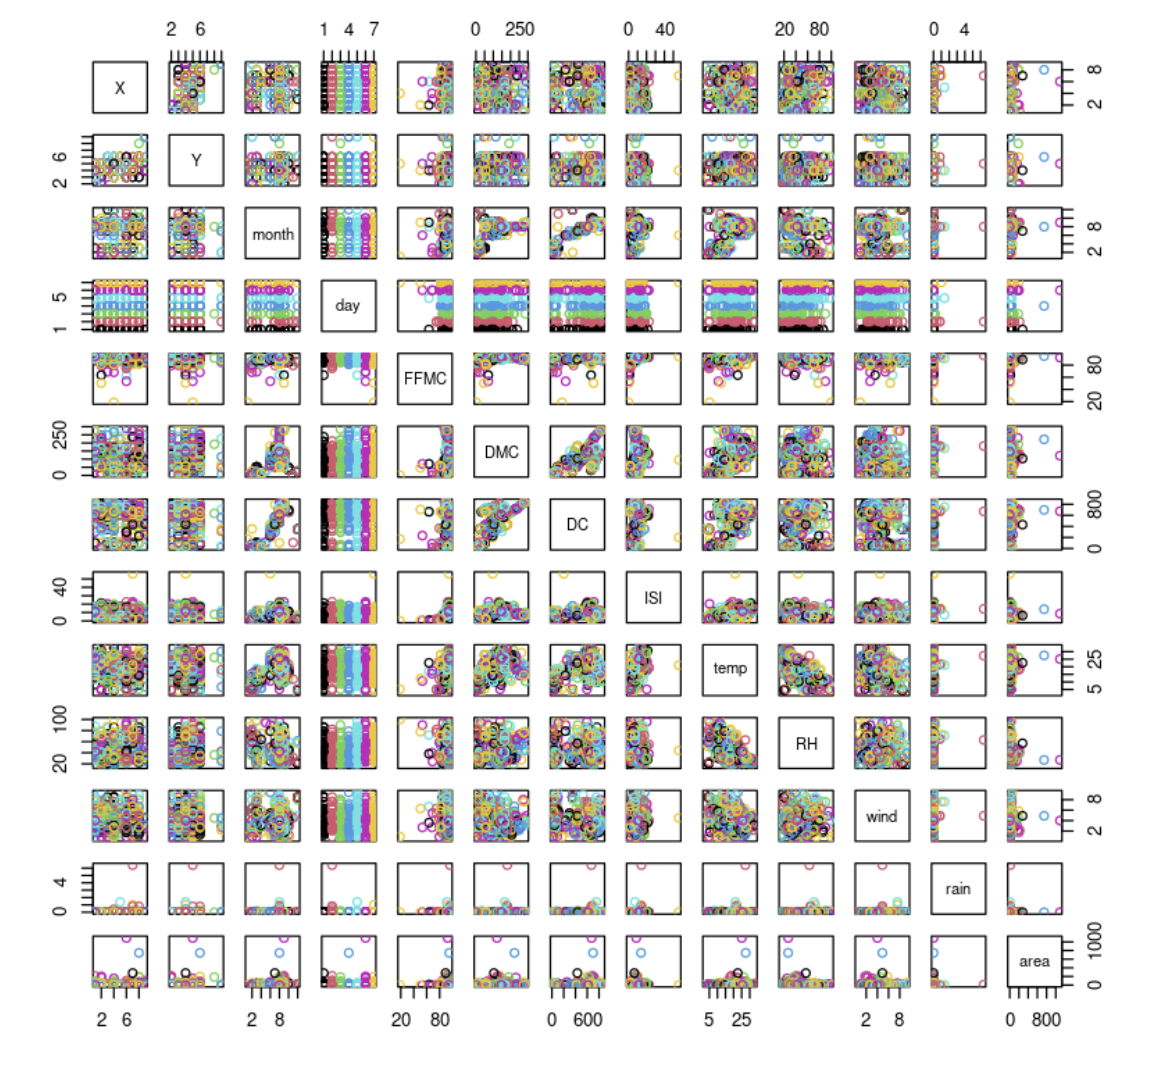 2 6 1 4 7 0 250 0 40 20 80 0 4
X 2 8
Y 2 6
month 2 8
day 1 5
FFMC 20 80
DMC 0 250
DC 0 800
ISI 0 40
temp 5 25
RH 20 100
wind 2 8
rain 0 4
area 0 1000
2 6 2 8 20 80 0 600 5 25 2 8 0 800